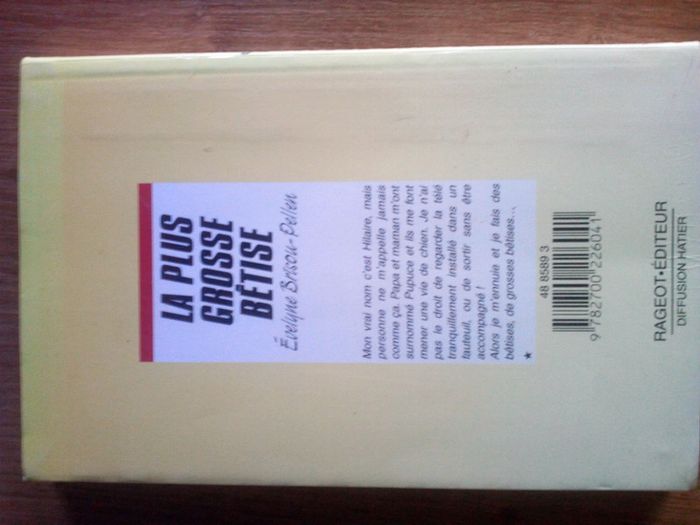 LA PLUS
GROSSE
BÊTISE
Évelyne Brisou-Pellen
Mon vrai nom c'est Hilaire, mais
personne ne m'appelle jamais
comme ça. Papa et maman m'ont
surnommé Pupuce et ils me font
mener une vie de chien. Je n'ai
pas le droit de regarder la télé
tranquillement installé dans un
fauteuil, ou de sortir sans être
accompagné !
Alors je m'ennuie et je fais des
bêtises, de grosses bêtises...
★
48 8589 3
9 782700 226041
RAGEOT•ÉDITEUR
DIFFUSION HATIER